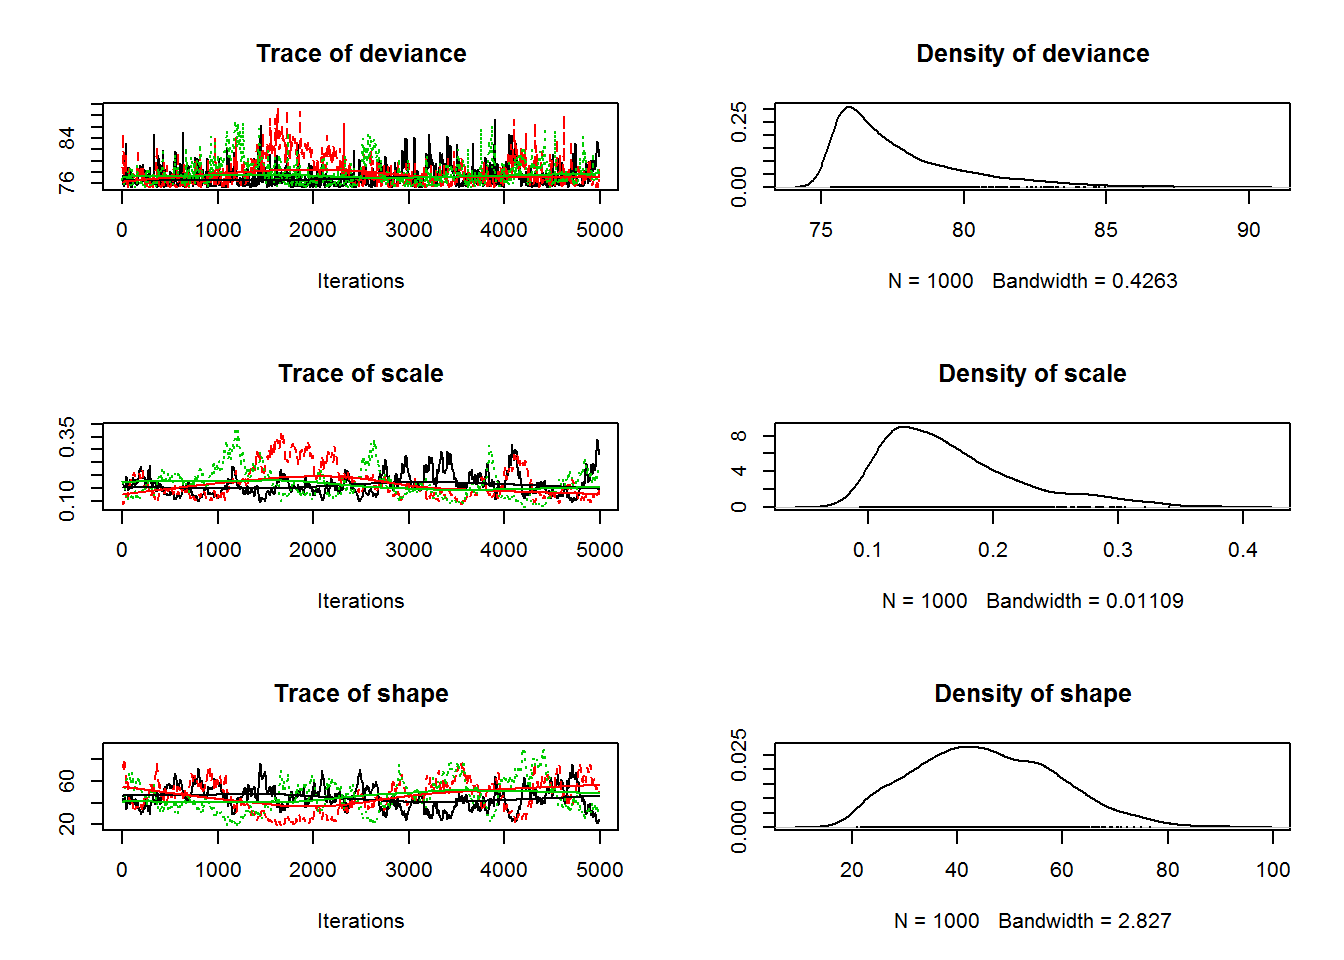 Trace of deviance
84
76
0 1000 2000 3000 4000 5000
Iterations
Density of deviance
0.25
0.00
75 80 85 90
N = 1000 Bandwidth = 0.4263
Trace of scale
0.35
0.10
0 1000 2000 3000 4000 5000
Iterations
Density of scale
8
4
0
0.1 0.2 0.3 0.4
N = 1000 Bandwidth = 0.01109
Trace of shape
60
20
0 1000 2000 3000 4000 5000
Iterations
Density of shape
0.025
0.000
20 40 60 80 100
N = 1000 Bandwidth = 2.827